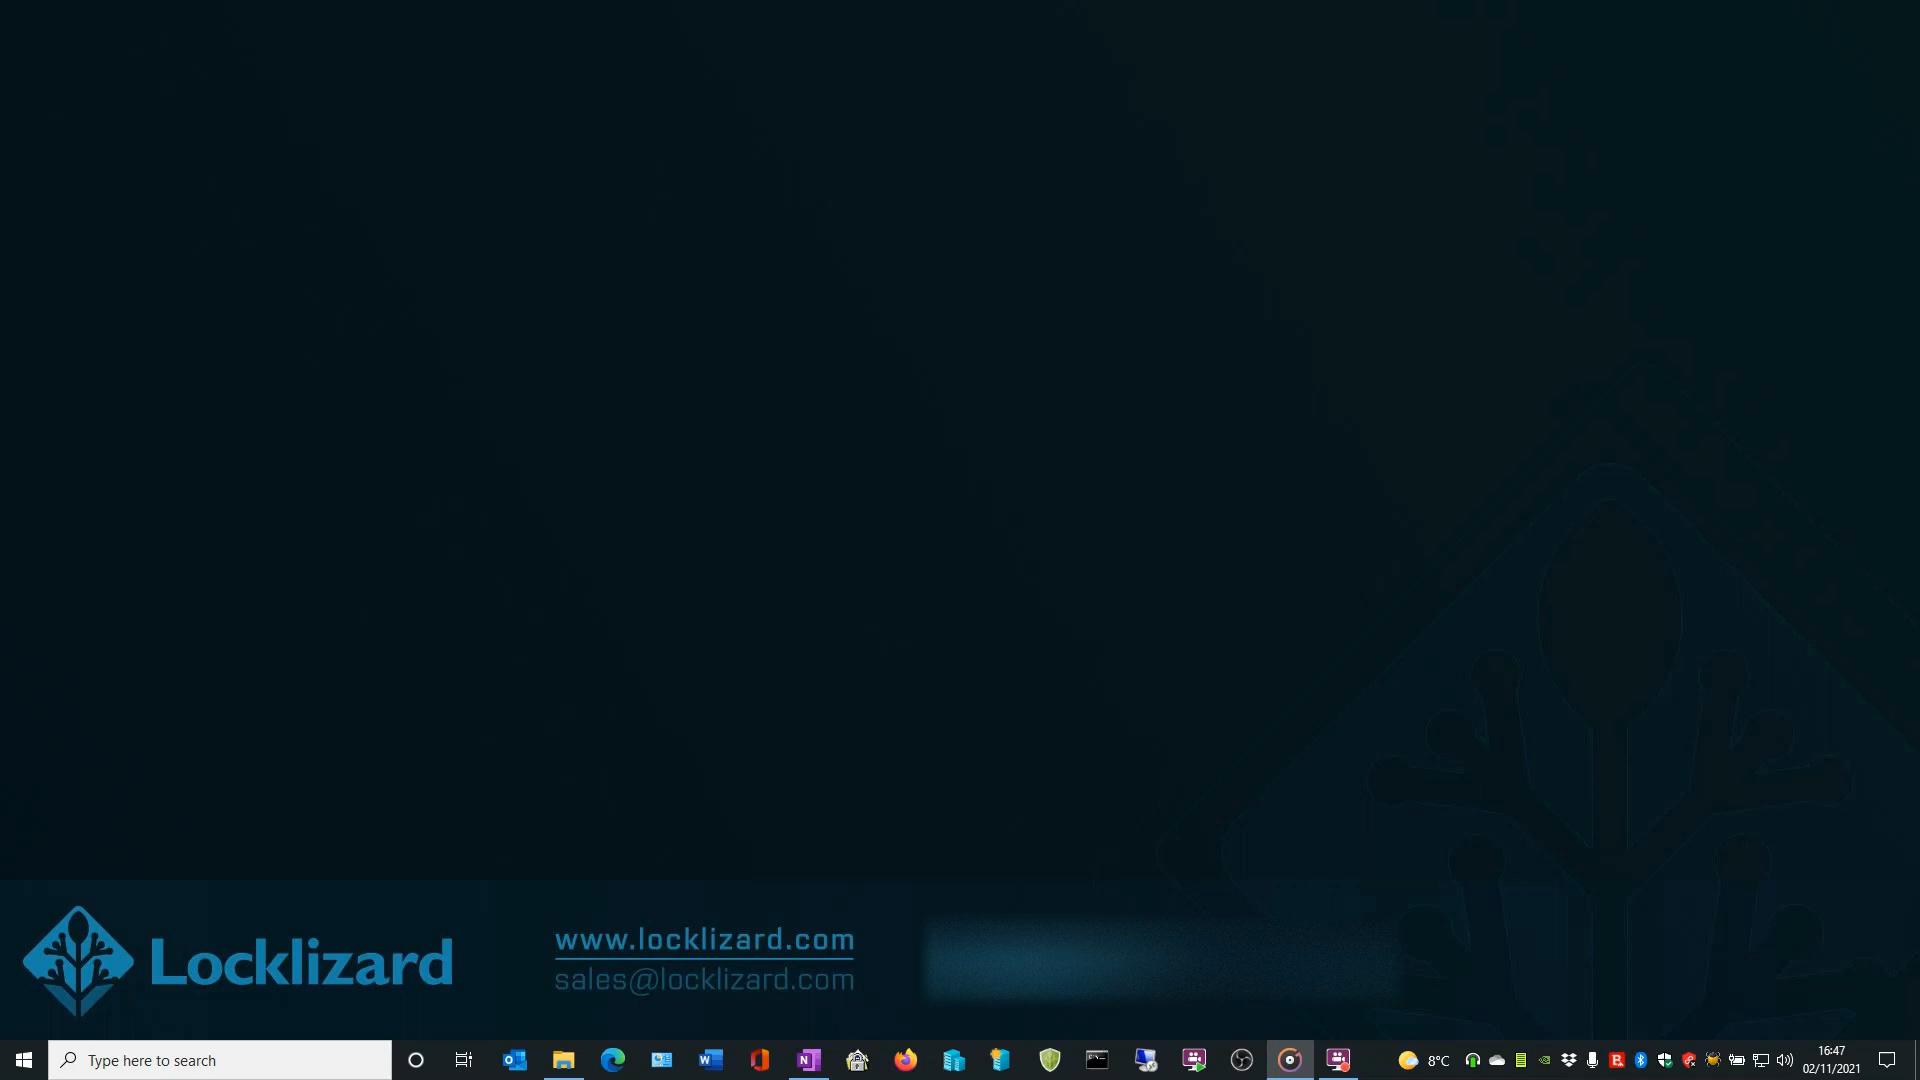 Locklizard
www.locklizard.com
sales@locklizard.com
Type here to search
8°C
16:47
02/11/2021